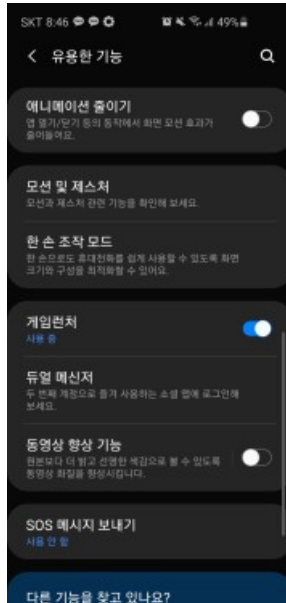 SKT 8:46 49%
유용한 기능
애니메이션 줄이기
앱 열기/닫기 등의 동작에서 화면 모션 효과가
줄어들어요.
모션 및 제스처
모션과 제스처 관련 기능을 확인해 보세요.
한 손 조작 모드
한 손으로도 휴대전화를 쉽게 사용할 수 있도록 화면
크기와 구성을 최적화할 수 있어요.
게임런처
사용 중
듀얼 메신저
두 번째 계정으로 즐겨 사용하는 소셜 앱에 로그인해
보세요.
동영상 향상 기능
원본보다 더 밝고 선명한 색감으로 볼 수 있도록
동영상 화질을 향상시킵니다.
SOS 메시지 보내기
사용 안 함
다른 기능을 찾고 있나요?